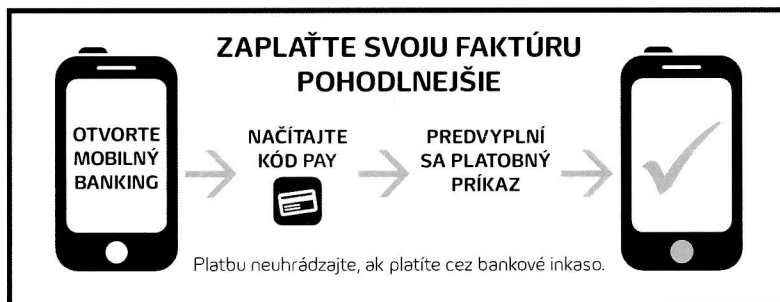 ZAPLAŤTE SVOJU FAKTÚRU
POHODLNEJŠIE
OTVORTE
MOBILNÝ
BANKING
NAČÍTAJTE
KÓD PAY
PREDVYPLNÍ
SA PLATOBNÝ
PRÍKAZ
Platbu neuhrádzajte, ak platíte cez bankové inkaso.